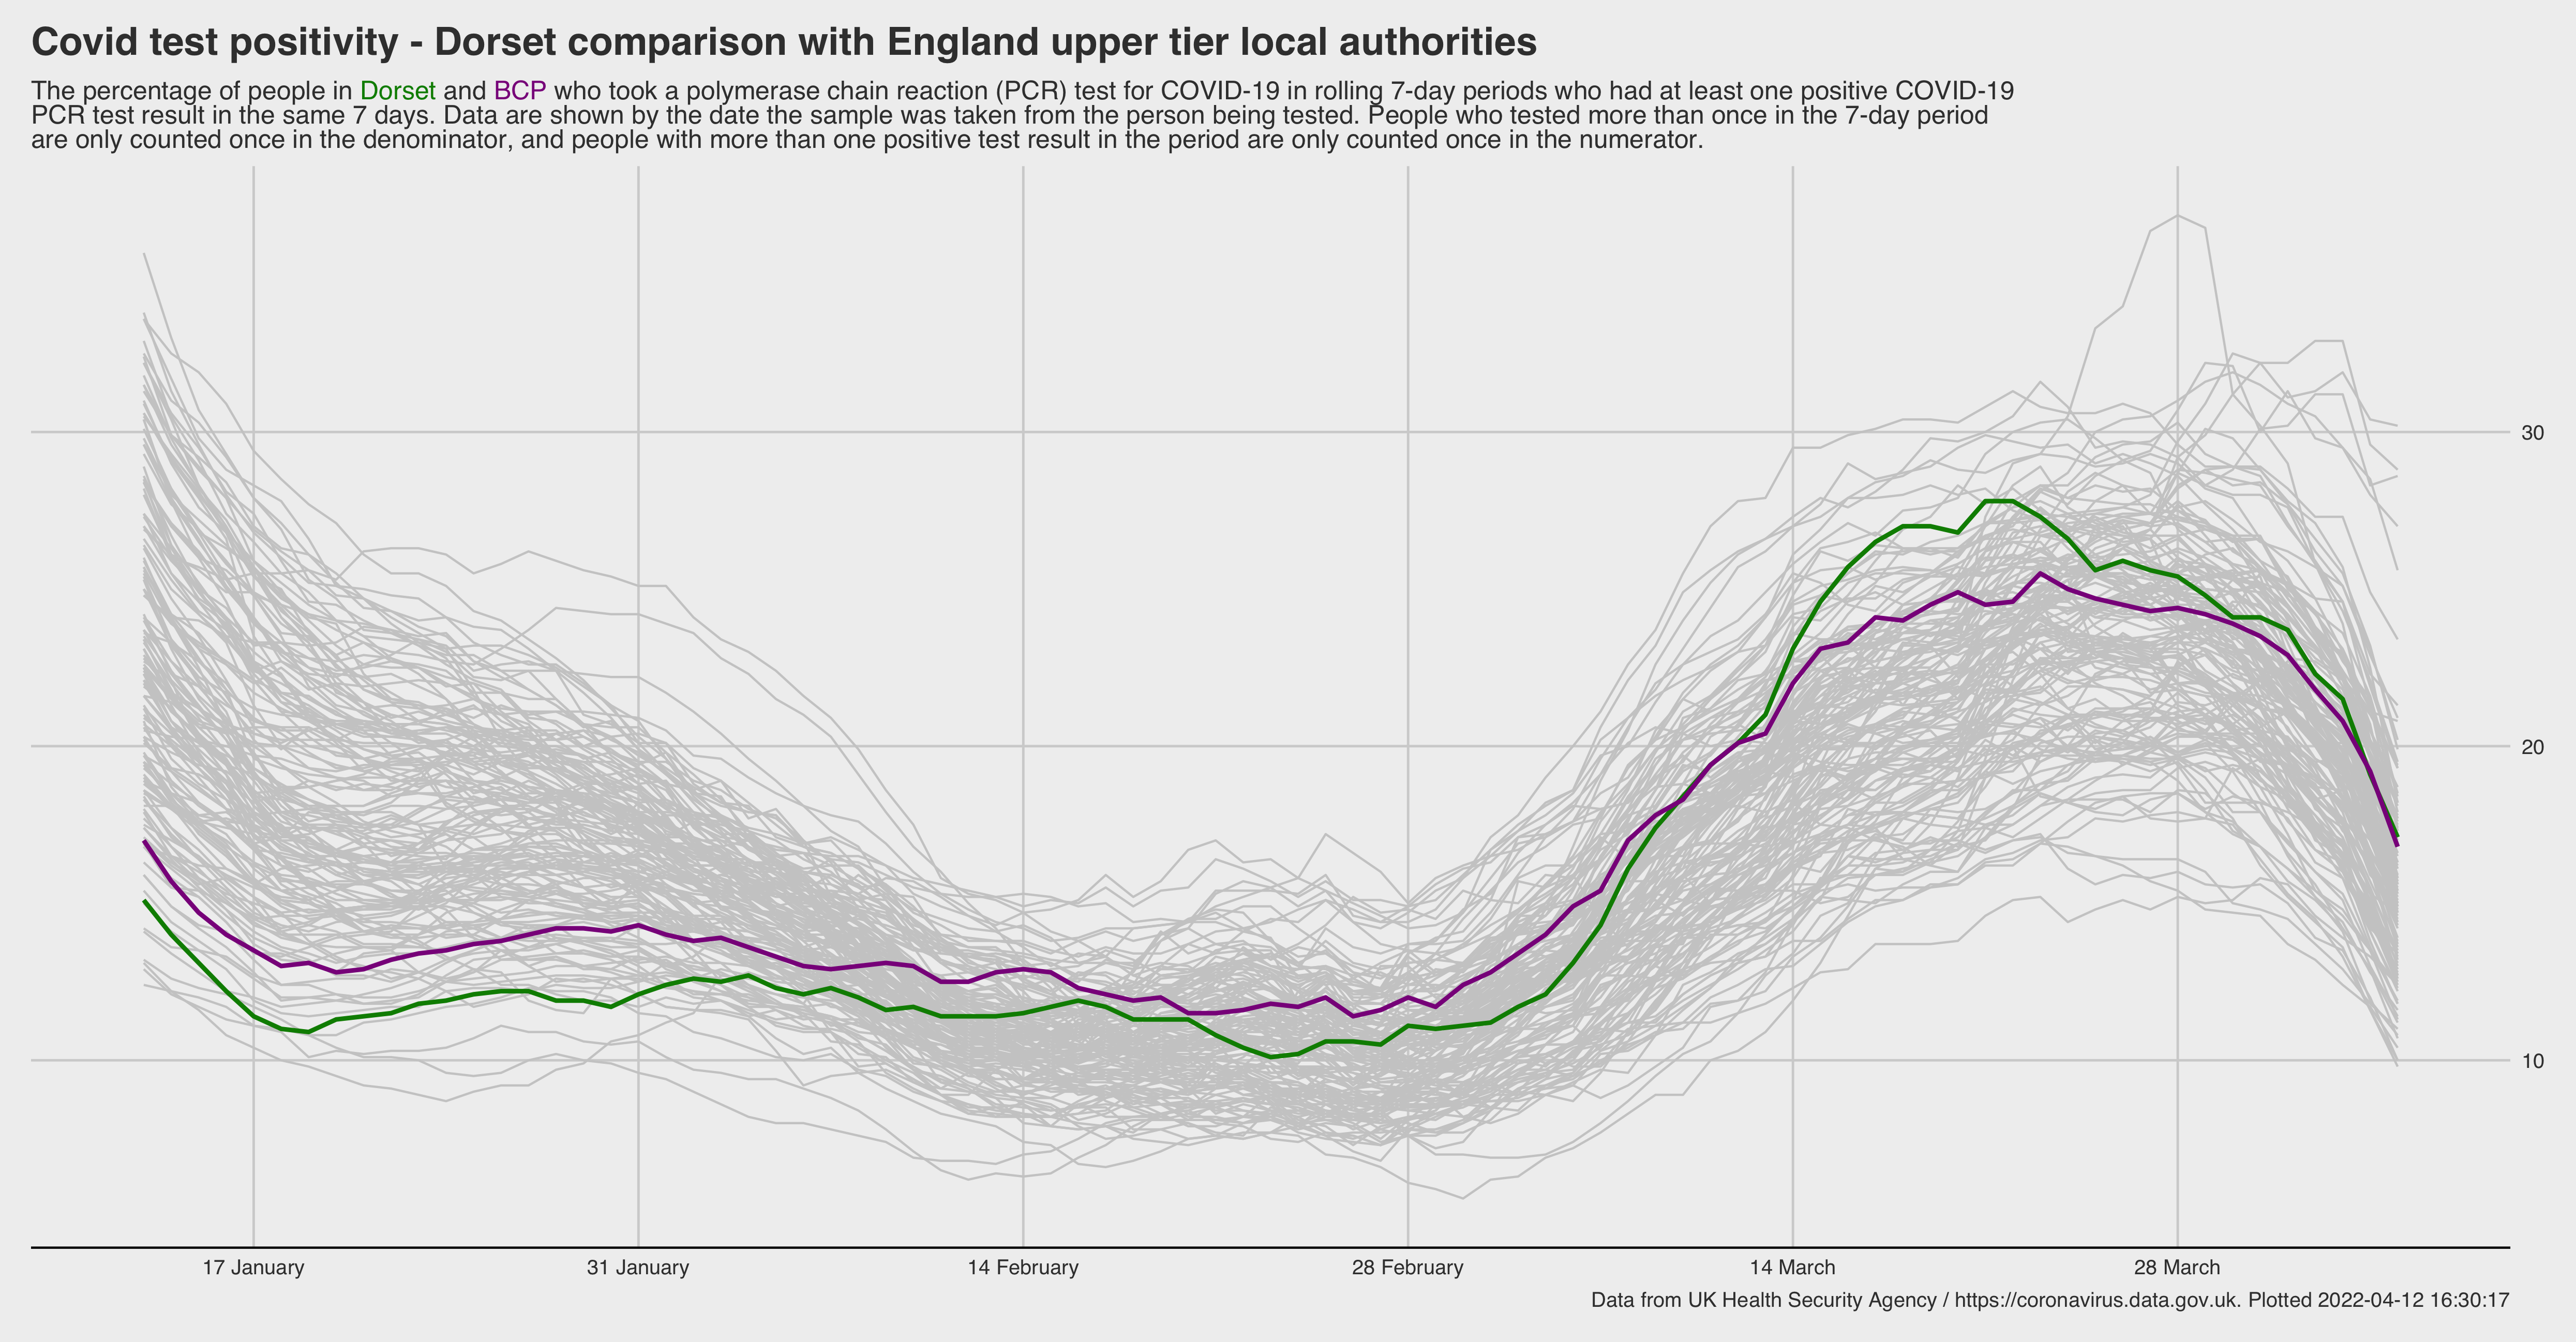 Covid test positivity - Dorset comparison with England upper tier local authorities
The percentage of people in Dorset and BCP who took a polymerase chain reaction (PCR) test for COVID-19 in rolling 7-day periods who had at least one positive COVID-19
PCR test result in the same 7 days. Data are shown by the date the sample was taken from the person being tested. People who tested more than once in the 7-day period
are only counted once in the denominator, and people with more than one positive test result in the period are only counted once in the numerator.
30
20
10
17 January
31 January
14 February
28 February
14 March
28 March
Data from UK Health Security Agency / https://coronavirus.data.gov.uk. Plotted 2022-04-12 16:30:17